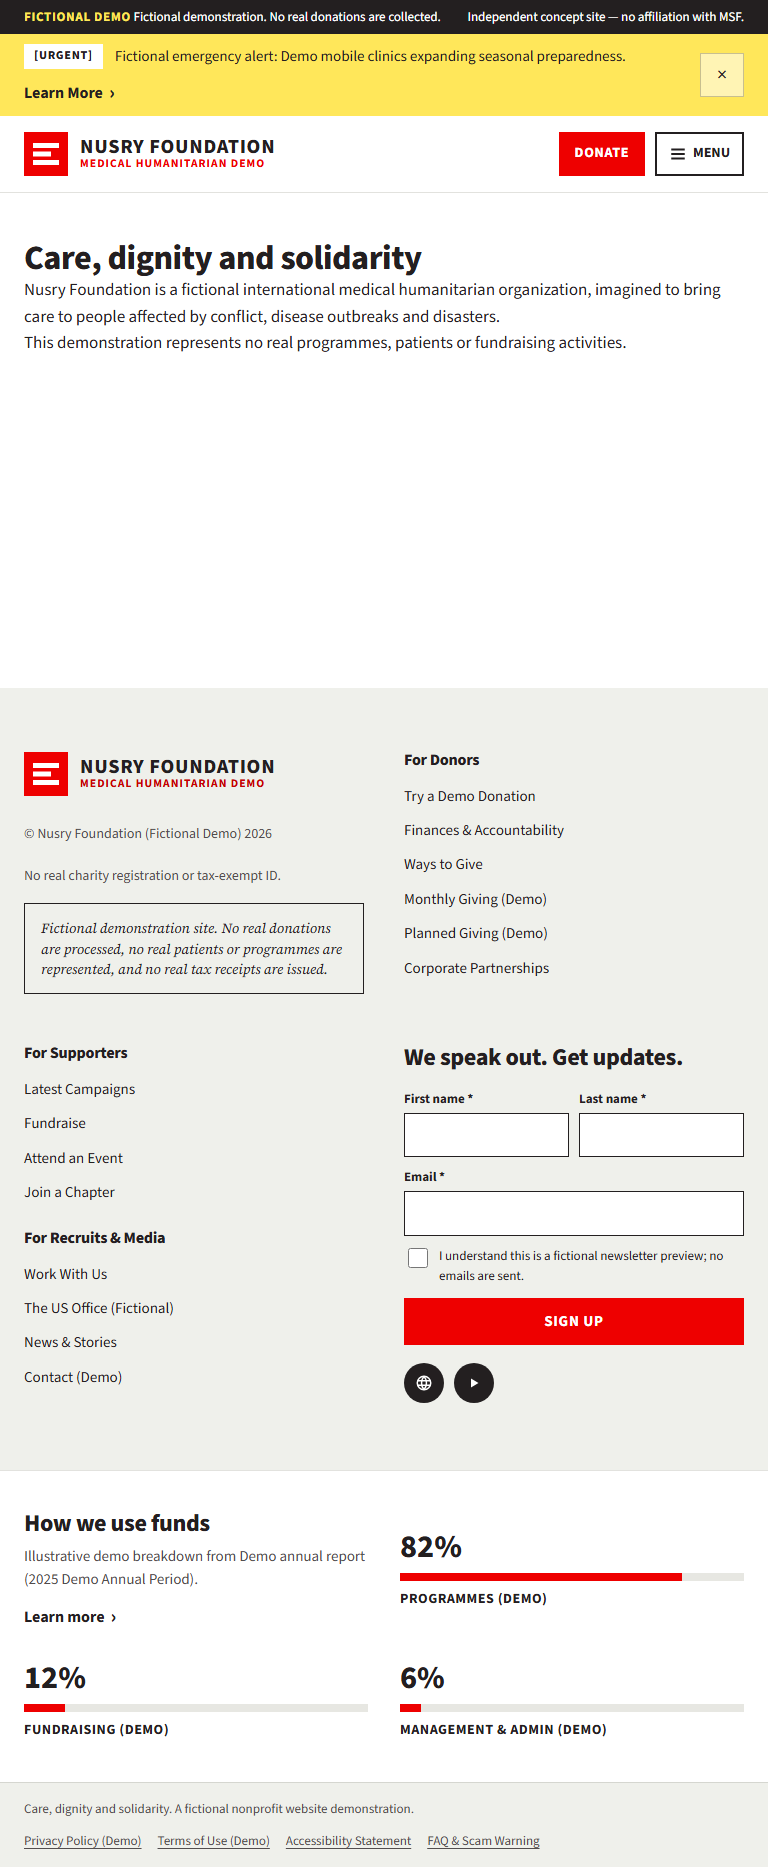 FICTIONAL DEMO Fictional demonstration. No real donations are collected.
Independent concept site — no affiliation with MSF.
[URGENT] Fictional emergency alert: Demo mobile clinics expanding seasonal preparedness.
Learn More ›
×
NUSRY FOUNDATION
MEDICAL HUMANITARIAN DEMO
DONATE
MENU
Care, dignity and solidarity
Nusry Foundation is a fictional international medical humanitarian organization, imagined to bring
care to people affected by conflict, disease outbreaks and disasters.
This demonstration represents no real programmes, patients or fundraising activities.
NUSRY FOUNDATION
MEDICAL HUMANITARIAN DEMO
© Nusry Foundation (Fictional Demo) 2026
No real charity registration or tax-exempt ID.
Fictional demonstration site. No real donations
are processed, no real patients or programmes are
represented, and no real tax receipts are issued.
For Donors
Try a Demo Donation
Finances & Accountability
Ways to Give
Monthly Giving (Demo)
Planned Giving (Demo)
Corporate Partnerships
For Supporters
Latest Campaigns
Fundraise
Attend an Event
Join a Chapter
For Recruits & Media
Work With Us
The US Office (Fictional)
News & Stories
Contact (Demo)
We speak out. Get updates.
First name *
Last name *
Email *
I understand this is a fictional newsletter preview; no
emails are sent.
SIGN UP
How we use funds
Illustrative demo breakdown from Demo annual report
(2025 Demo Annual Period).
Learn more ›
82%
PROGRAMMES (DEMO)
12%
FUNDRAISING (DEMO)
6%
MANAGEMENT & ADMIN (DEMO)
Care, dignity and solidarity. A fictional nonprofit website demonstration.
Privacy Policy (Demo) Terms of Use (Demo) Accessibility Statement FAQ & Scam Warning